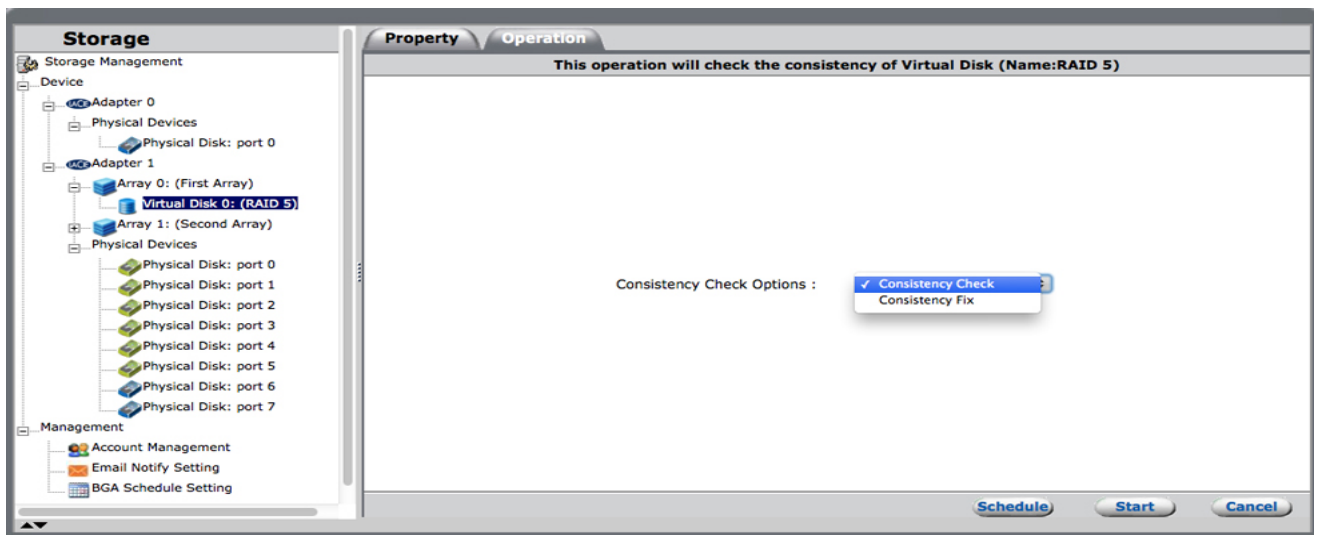 Storage
Storage Management
Device
Adapter 0
Physical Devices
Physical Disk: port 0
Adapter 1
Array 0: (First Array)
Virtual Disk 0: (RAID 5)
Array 1: (Second Array)
Physical Devices
Physical Disk: port 0
Physical Disk: port 1
Physical Disk: port 2
Physical Disk: port 3
Physical Disk: port 4
Physical Disk: port 5
Physical Disk: port 6
Physical Disk: port 7
Management
Account Management
Email Notify Setting
BGA Schedule Setting
Property Operation
This operation will check the consistency of Virtual Disk (Name:RAID 5)
Consistency Check Options :
✓ Consistency Check
Consistency Fix
Schedule Start Cancel